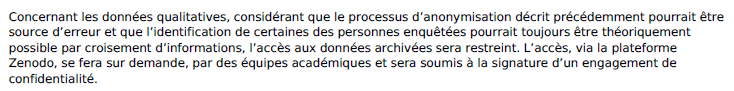 Concernant les données qualitatives, considérant que le processus d’anonymisation décrit précédemment pourrait être
source d’erreur et que l’identification de certaines des personnes enquêtées pourrait toujours être théoriquement
possible par croisement d’informations, l’accès aux données archivées sera restreint. L’accès, via la plateforme
Zenodo, se fera sur demande, par des équipes académiques et sera soumis à la signature d’un engagement de
confidentialité.